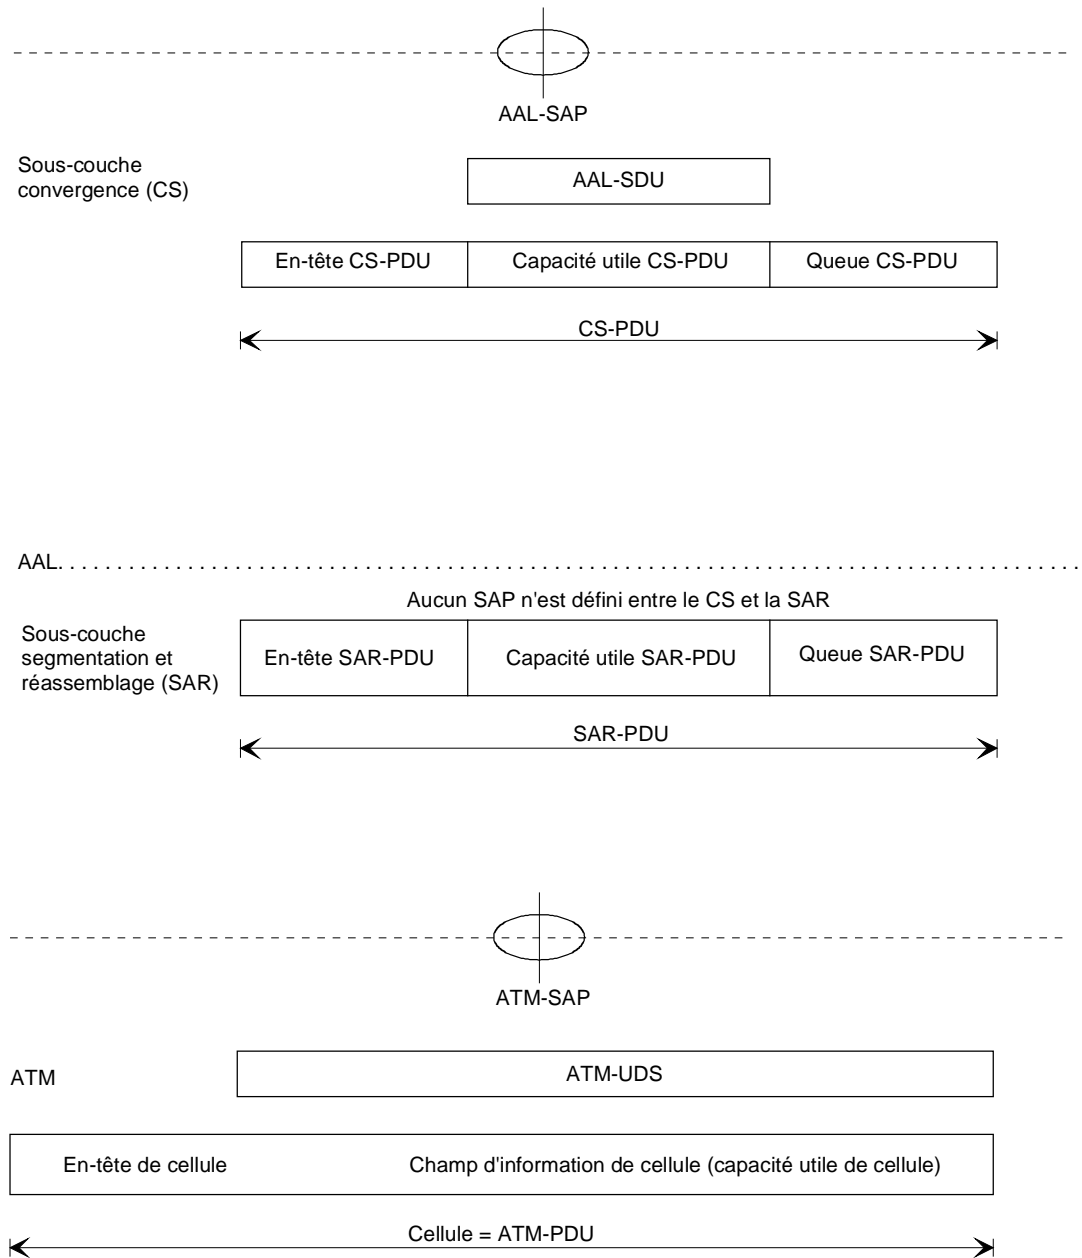 AAL-SAP
Sous-couche
convergence (CS)
AAL-SDU
En-tête CS-PDU
Capacité utile CS-PDU
Queue CS-PDU
CS-PDU
AAL. . . . . . . . . . . . . . . . . . . . . . . . . . . . . . . . . . . . . . . . . . . . . . . . . . . . . . . . . . . . . . . . . . . . . . . . . . . . . . . . . . . . . .
Aucun SAP n'est défini entre le CS et la SAR
Sous-couche
segmentation et
réassemblage (SAR)
En-tête SAR-PDU
Capacité utile SAR-PDU
Queue SAR-PDU
SAR-PDU
ATM-SAP
ATM
ATM-UDS
En-tête de cellule
Champ d'information de cellule (capacité utile de cellule)
Cellule = ATM-PDU